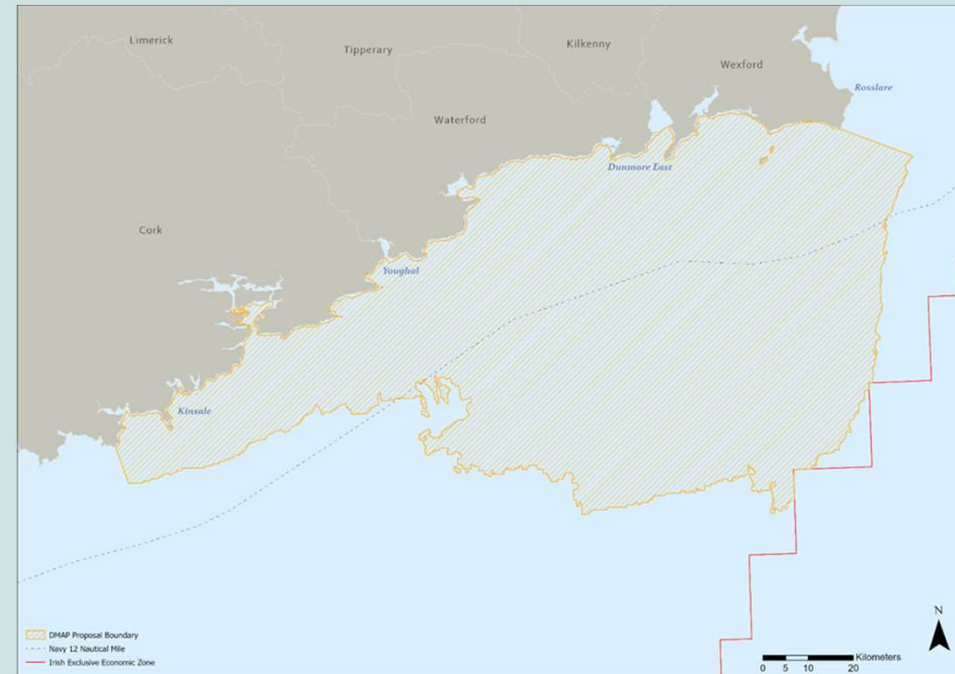 Limerick
Tipperary
Kilkenny
Wexford
Rosslare
Waterford
Dunmore East
Cork
Youghal
Kinsale
DMAP Proposal Boundary
Navy 12 Nautical Mile
Irish Exclusive Economic Zone
N
Kilometers
0 5 10 20